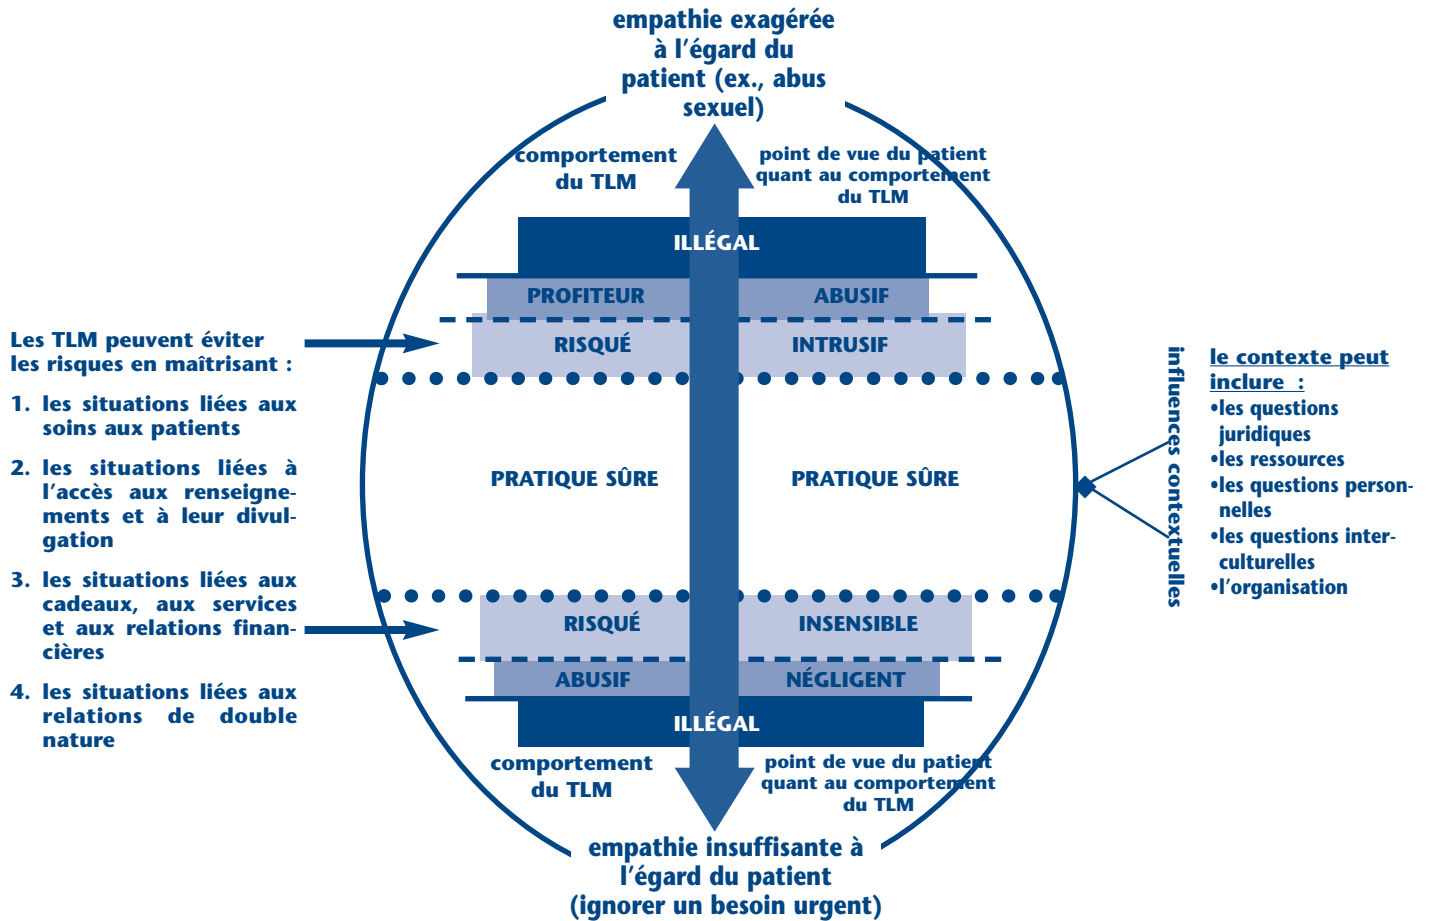 empathie exagérée
à l'égard du
patient (ex., abus
sexuel)
comportement
du TLM
point de vue du patient
quant au comportement
du TLM
ILLÉGAL
PROFITEUR
ABUSIF
RISQUÉ
INTRUSIF
Les TLM peuvent éviter
les risques en maîtrisant :
1. les situations liées aux
soins aux patients
2. les situations liées à
l'accès aux renseigne-
ments et à leur divul-
gation
3. les situations liées aux
cadeaux, aux services
et aux relations finan-
cières
4. les situations liées aux
relations de double
nature
PRATIQUE SÛRE
PRATIQUE SÛRE
influences contextuelles
le contexte peut
inclure :
•les questions
juridiques
•les ressources
•les questions person-
nelles
•les questions inter-
culturelles
•l'organisation
RISQUÉ
INSENSIBLE
ABUSIF
NÉGLIGENT
ILLÉGAL
comportement
du TLM
point de vue du patient
quant au comportement
du TLM
empathie insuffisante à
l'égard du patient
(ignorer un besoin urgent)